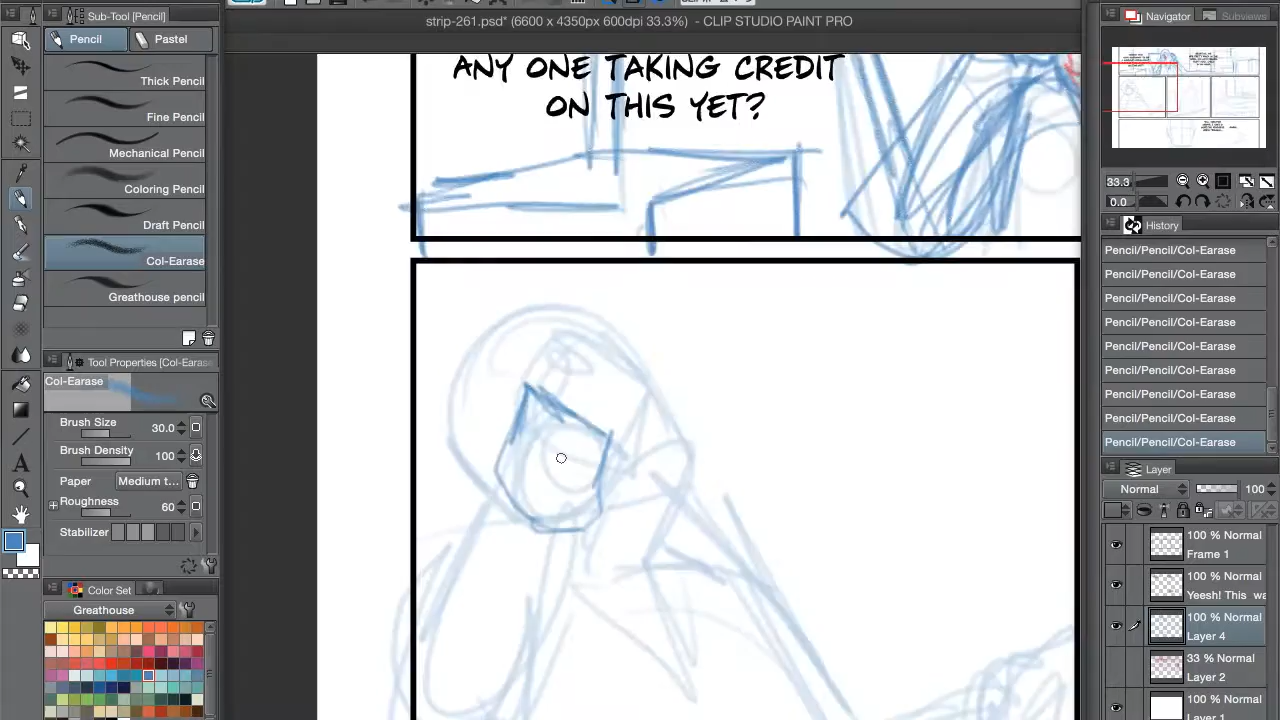 Sub-Tool [Pencil]
strip-261.psd* (6600 x 4350px 600dpi 33.3%) - CLIP STUDIO PAINT PRO
Navigator
Subviews
Pencil
Pastel
Thick Pencil
Fine Pencil
Mechanical Pencil
Coloring Pencil
Draft Pencil
Col-Earase
Greathouse pencil
ANY ONE TAKING CREDIT
ON THIS YET?
33.3
0.0
History
Pencil/Pencil/Col-Earase
Pencil/Pencil/Col-Earase
Pencil/Pencil/Col-Earase
Pencil/Pencil/Col-Earase
Pencil/Pencil/Col-Earase
Pencil/Pencil/Col-Earase
Pencil/Pencil/Col-Earase
Pencil/Pencil/Col-Earase
Pencil/Pencil/Col-Earase
Tool Properties [Col-Earase
Col-Earase
Brush Size 30.0
Brush Density 100
Paper Medium t...
Roughness 60
Stabilizer
Color Set
Greathouse
Layer
Normal 100
100 % Normal
Frame 1
100 % Normal
Yeesh! This wa
100 % Normal
Layer 4
33 % Normal
Layer 2
100 % Normal
Layer 1